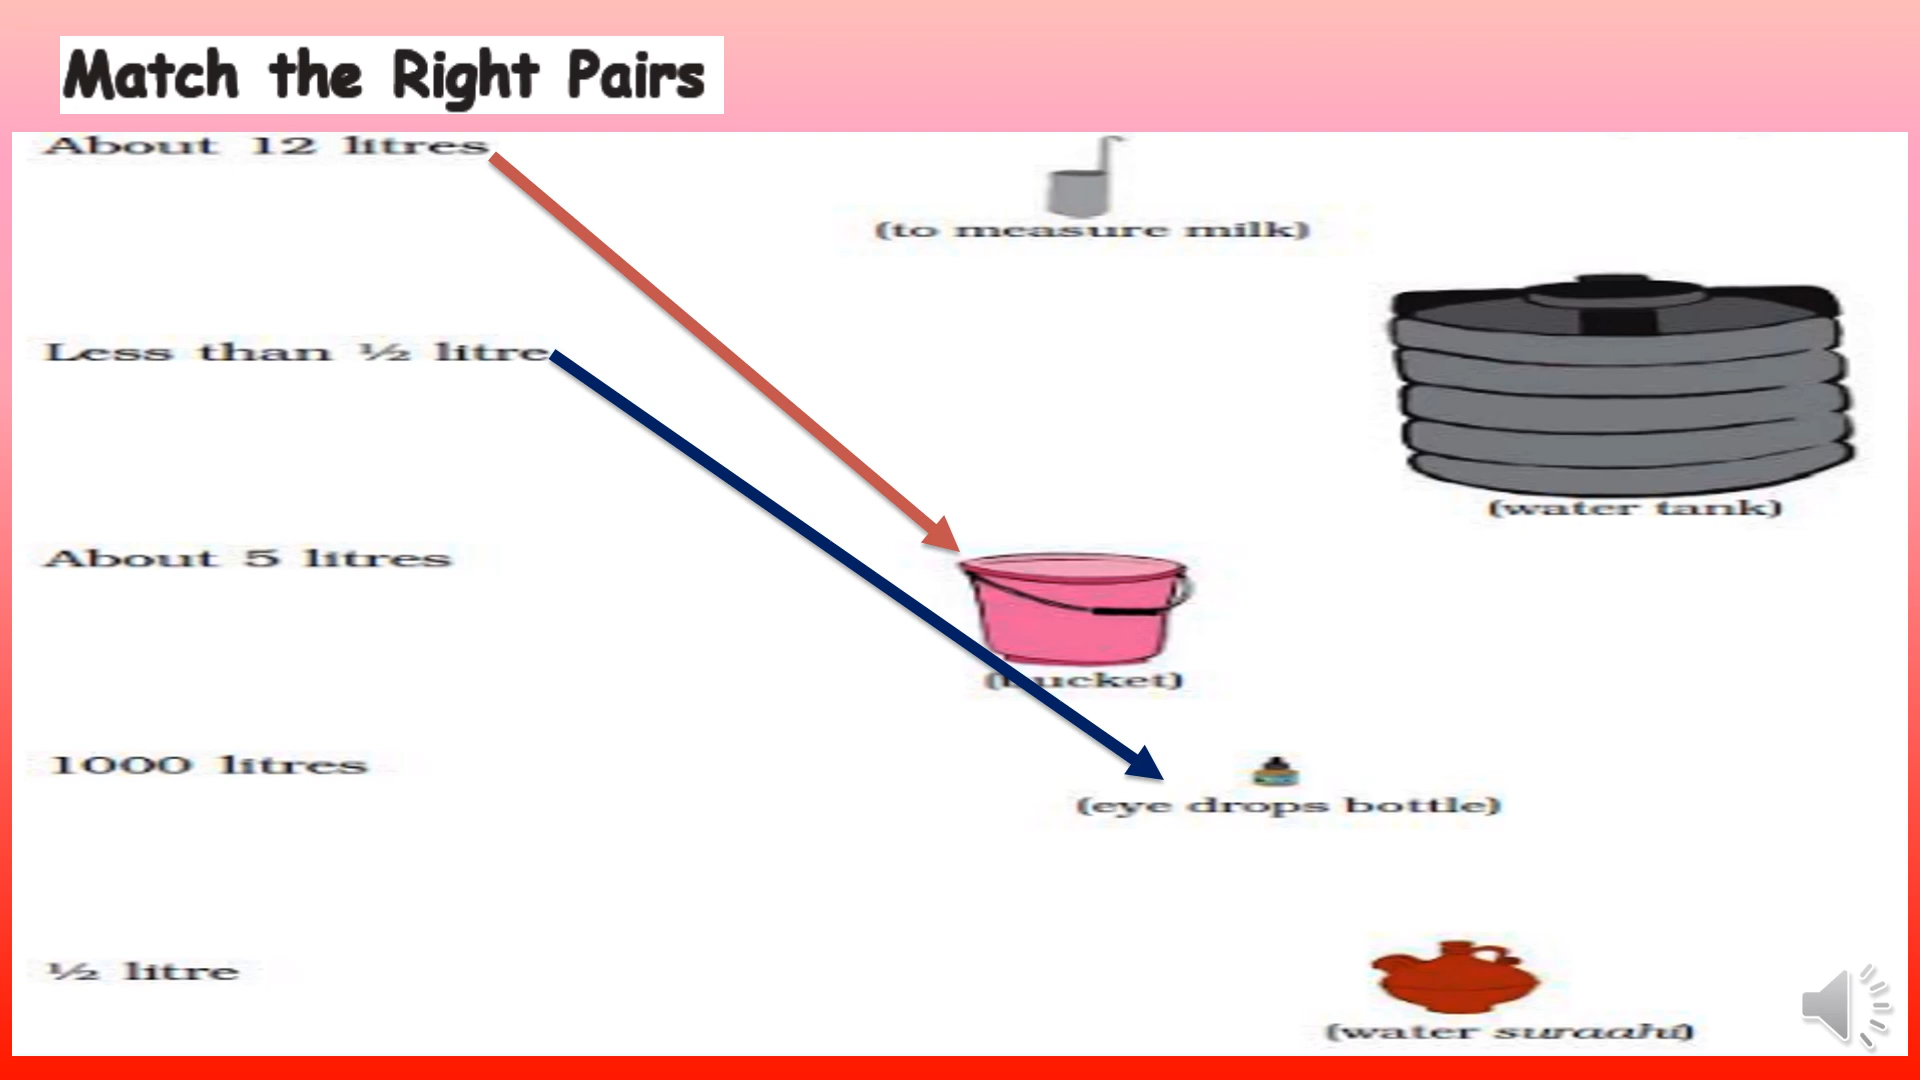 Match the Right Pairs
About 12 litres
(to measure milk)
Less than ½ litre
(water tank)
About 5 litres
(bucket)
1000 litres
(eye drops bottle)
½ litre
(water suraahi)